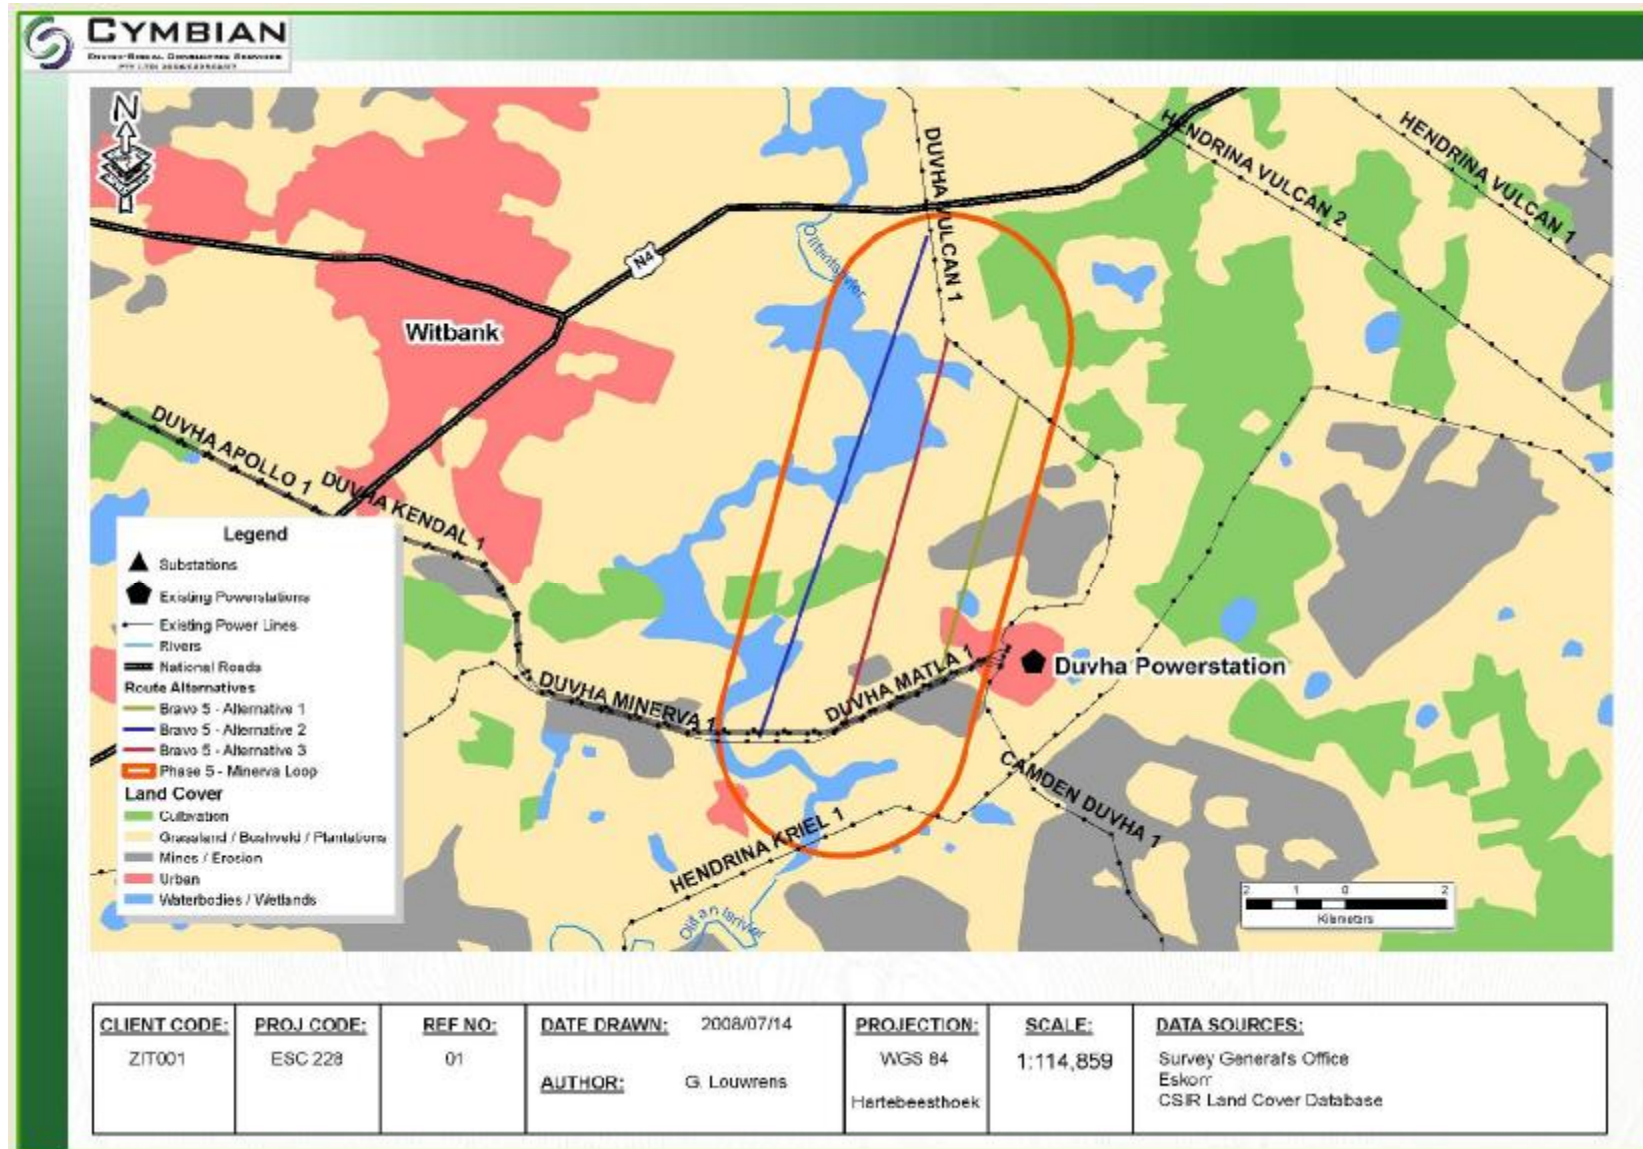 CYMBIAN
ENVIRO-SOCIAL CONSULTING SERVICES
N
DUVHA VULCAN 1
HENDRINA VULCAN 2
HENDRINA VULCAN 1
N4
Witbank
DUVHA APOLLO 1
DUVHA KENDAL 1
DUVHA MINERVA 1
DUVHA MATLA 1
Duvha Powerstation
CAMDEN DUVHA 1
HENDRINA KRIEL 1
Legend
Substations
Existing Powerstations
Existing Power Lines
Rivers
National Roads
Route Alternatives
Bravo 5 - Alternative 1
Bravo 5 - Alternative 2
Bravo 5 - Alternative 3
Phase 5 - Minerva Loop
Land Cover
Cultivation
Grassland / Bushveld / Plantations
Mines / Erosion
Urban
Waterbodies / Wetlands
2 1 0 2
Kilometers
CLIENT CODE:
ZIT001
PROJ CODE:
ESC 228
REF NO:
01
DATE DRAWN: 2008/07/14
AUTHOR: G. Louwrens
PROJECTION:
WGS 84
Hartebeesthoek
SCALE:
1:114,859
DATA SOURCES:
Survey General's Office
Eskom
CSIR Land Cover Database